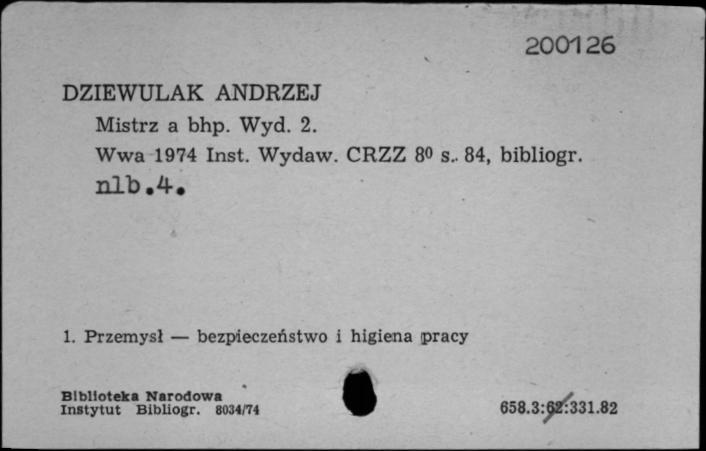 200126
DZIEWULAK ANDRZEJ
Mistrz a bhp. Wyd. 2.
Wwa 1974 Inst. Wydaw. CRZZ 8⁰ s. 84, bibliogr.
nlb.4.
1. Przemysł — bezpieczeństwo i higiena pracy
Biblioteka Narodowa
Instytut Bibliogr. 8034/74
658.3:62:331.82